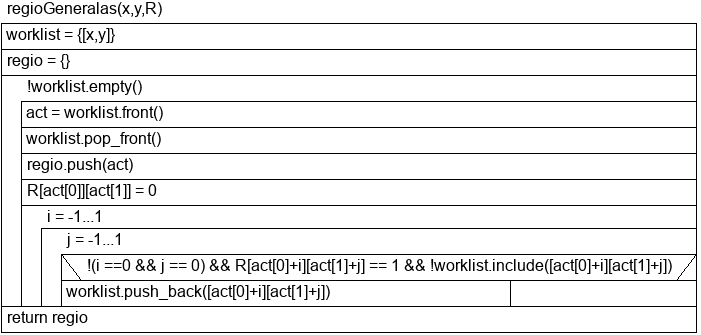 regioGeneralas(x,y,R)
worklist = {[x,y]}
regio = {}
!worklist.empty()
act = worklist.front()
worklist.pop_front()
regio.push(act)
R[act[0]][act[1]] = 0
i = -1...1
j = -1...1
!(i ==0 && j == 0) && R[act[0]+i][act[1]+j] == 1 && !worklist.include([act[0]+i][act[1]+j])
worklist.push_back([act[0]+i][act[1]+j])
return regio